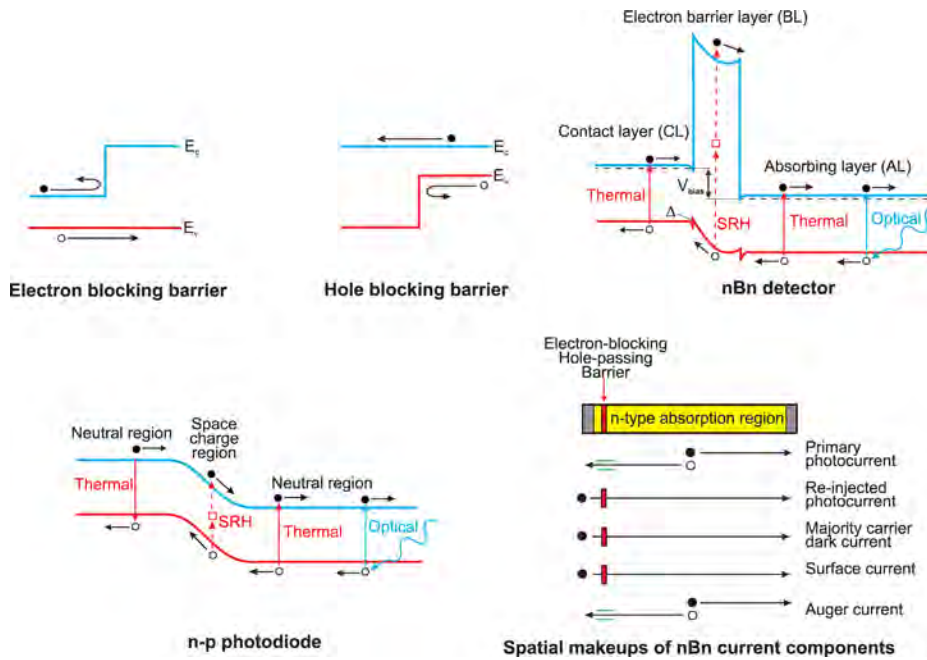 Electron barrier layer (BL)
Contact layer (CL)
Absorbing layer (AL)
Thermal
V_bias
Δ
SRH
Thermal
Optical
nBn detector
E_c
E_v
Electron blocking barrier
E_c
E_v
Hole blocking barrier
Neutral region
Space
charge
region
Neutral region
Thermal
SRH
Thermal
Optical
n-p photodiode
Electron-blocking
Hole-passing
Barrier
n-type absorption region
Primary
photocurrent
Re-injected
photocurrent
Majority carrier
dark current
Surface current
Auger current
Spatial makeups of nBn current components